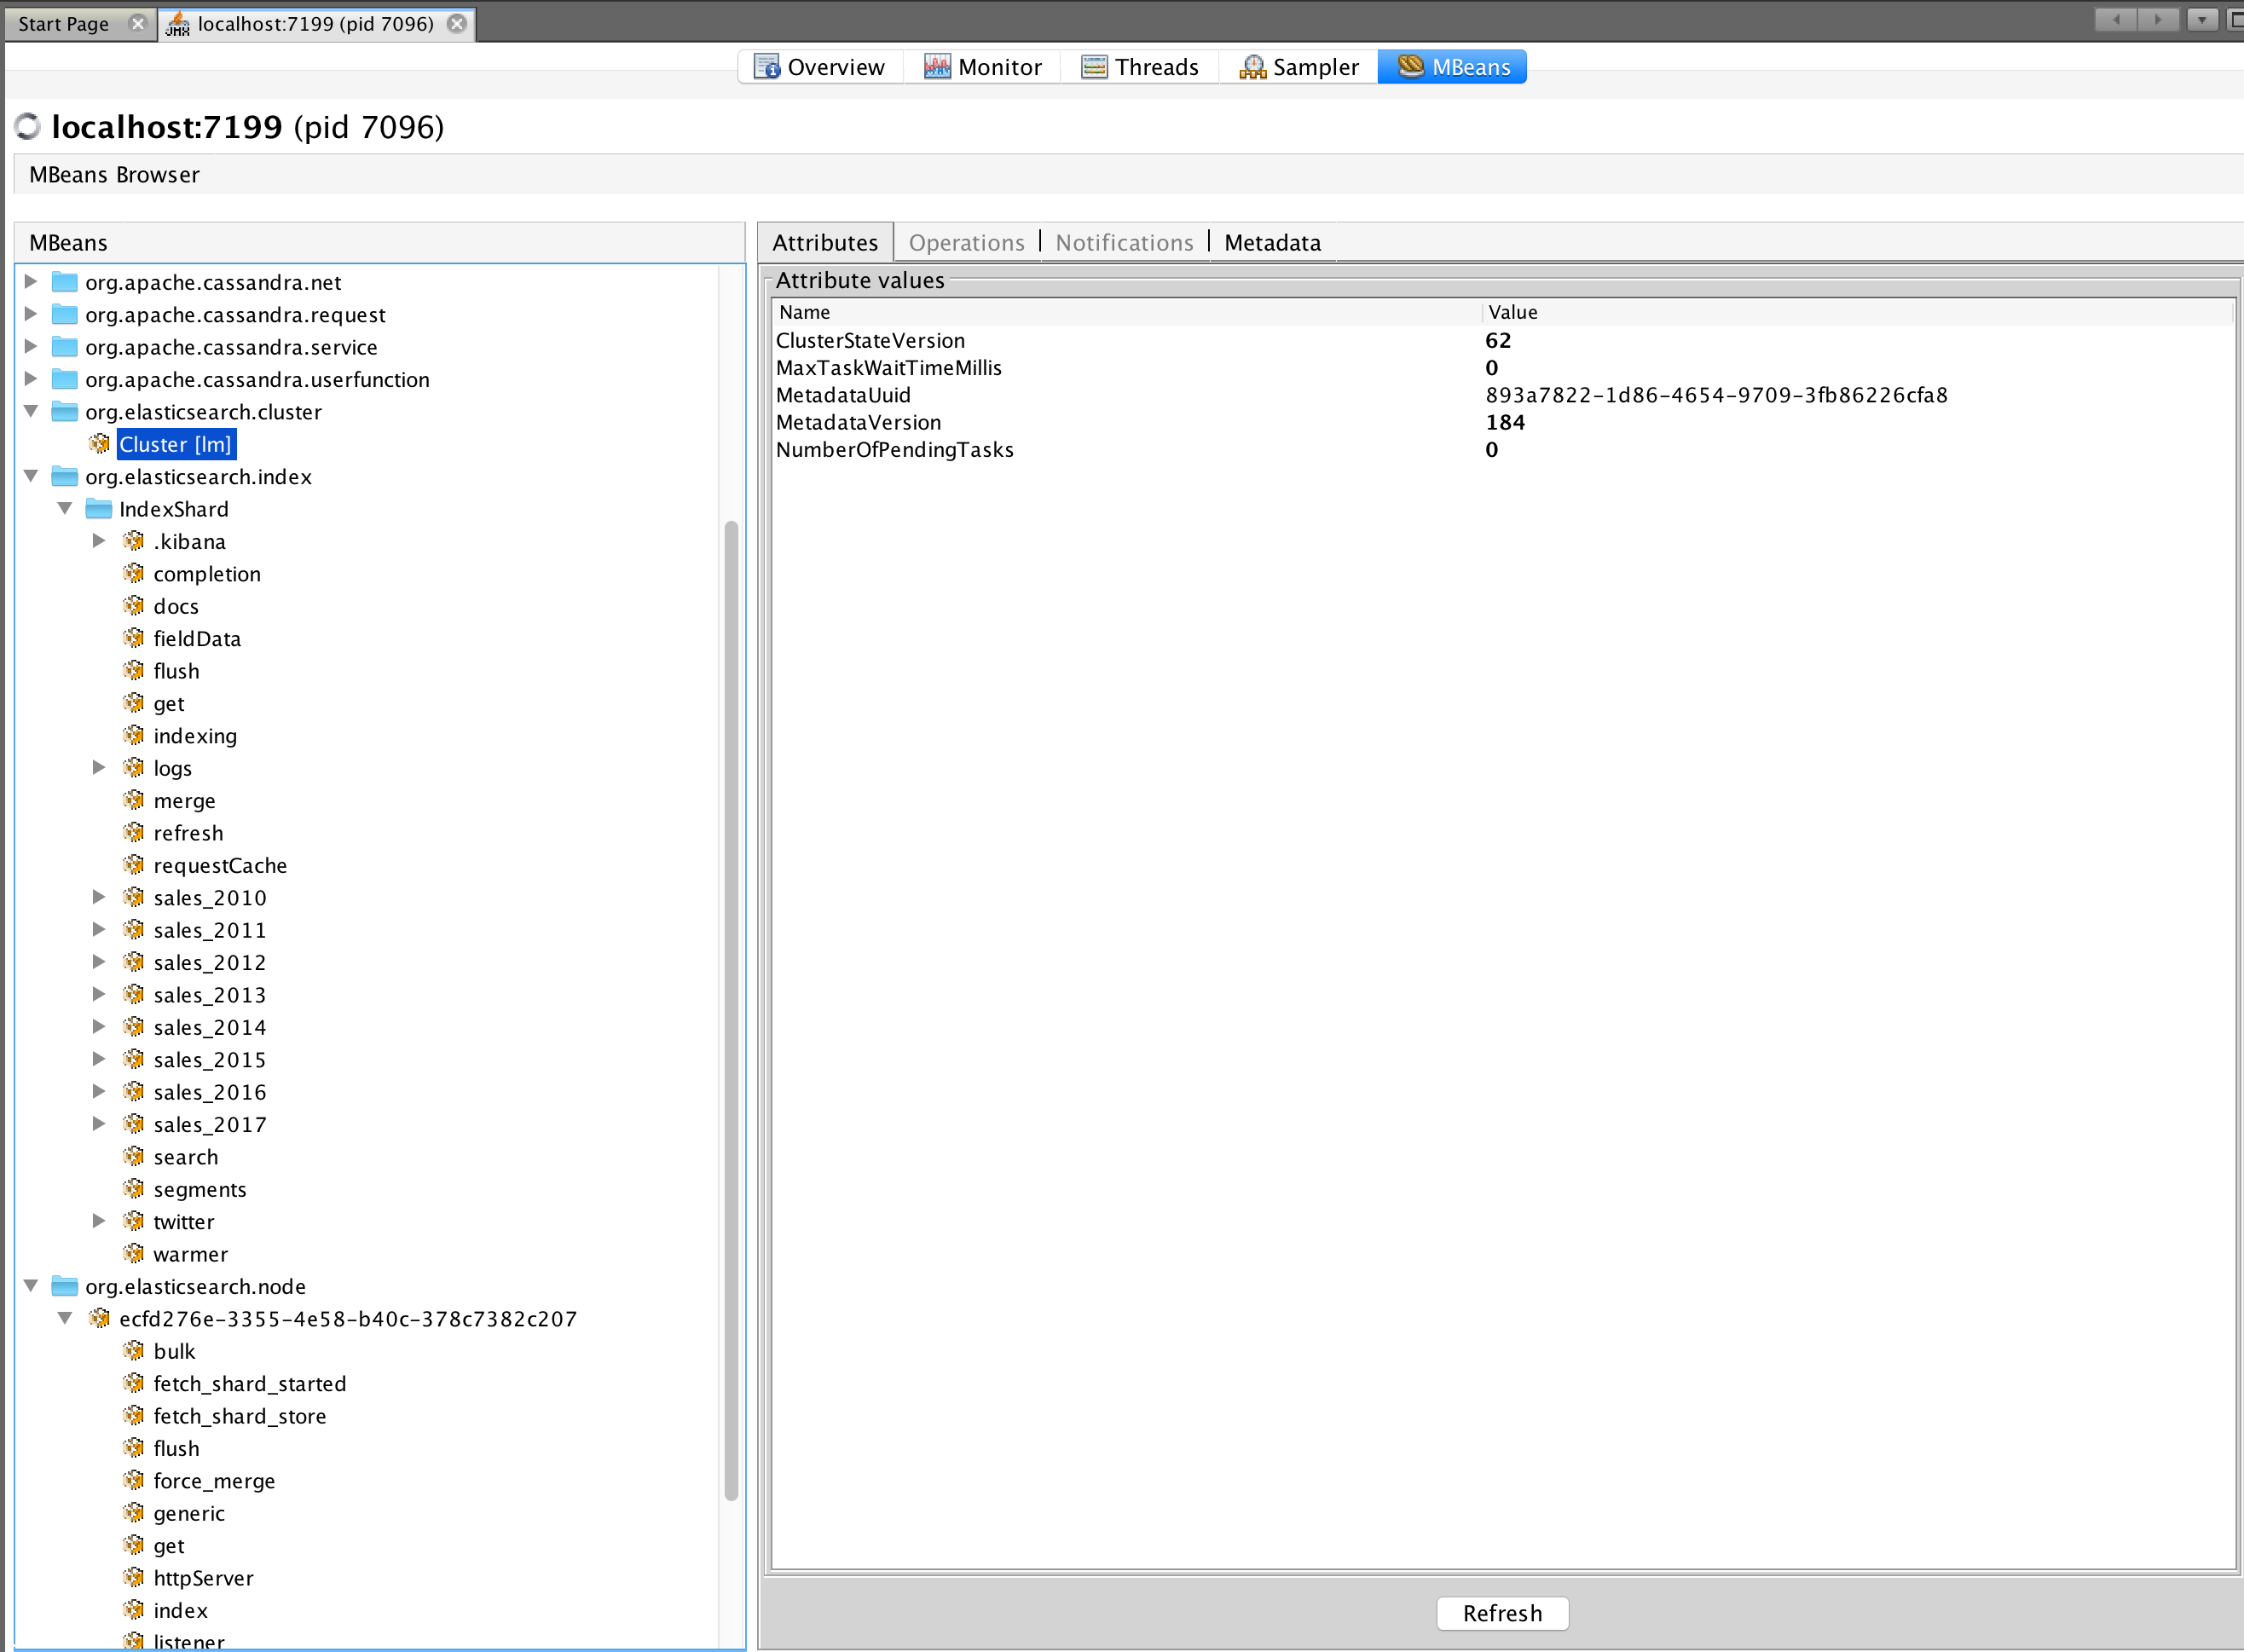 Start Page
JMX localhost:7199 (pid 7096)
Overview Monitor Threads Sampler MBeans
localhost:7199 (pid 7096)
MBeans Browser
MBeans
org.apache.cassandra.net
org.apache.cassandra.request
org.apache.cassandra.service
org.apache.cassandra.userfunction
org.elasticsearch.cluster
Cluster [lm]
org.elasticsearch.index
IndexShard
.kibana
completion
docs
fieldData
flush
get
indexing
logs
merge
refresh
requestCache
sales_2010
sales_2011
sales_2012
sales_2013
sales_2014
sales_2015
sales_2016
sales_2017
search
segments
twitter
warmer
org.elasticsearch.node
ecfd276e-3355-4e58-b40c-378c7382c207
bulk
fetch_shard_started
fetch_shard_store
flush
force_merge
generic
get
httpServer
index
listener
Attributes Operations Notifications Metadata
Attribute values
Name Value
ClusterStateVersion 62
MaxTaskWaitTimeMillis 0
MetadataUuid 893a7822-1d86-4654-9709-3fb86226cfa8
MetadataVersion 184
NumberOfPendingTasks 0
Refresh